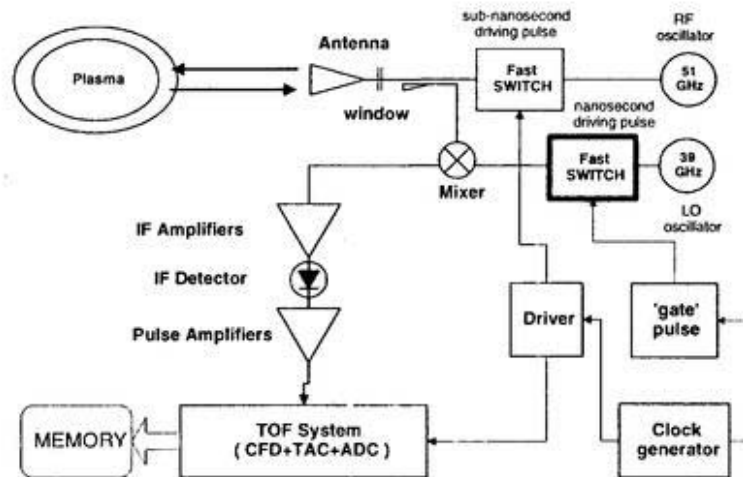 sub-nanosecond
driving pulse
RF
oscillator
Antenna
Plasma
Fast
SWITCH
51
GHz
window
nanosecond
driving pulse
Fast
SWITCH
39
GHz
Mixer
LO
oscillator
IF Amplifiers
IF Detector
Pulse Amplifiers
Driver
'gate'
pulse
MEMORY
TOF System
( CFD+TAC+ADC )
Clock
generator